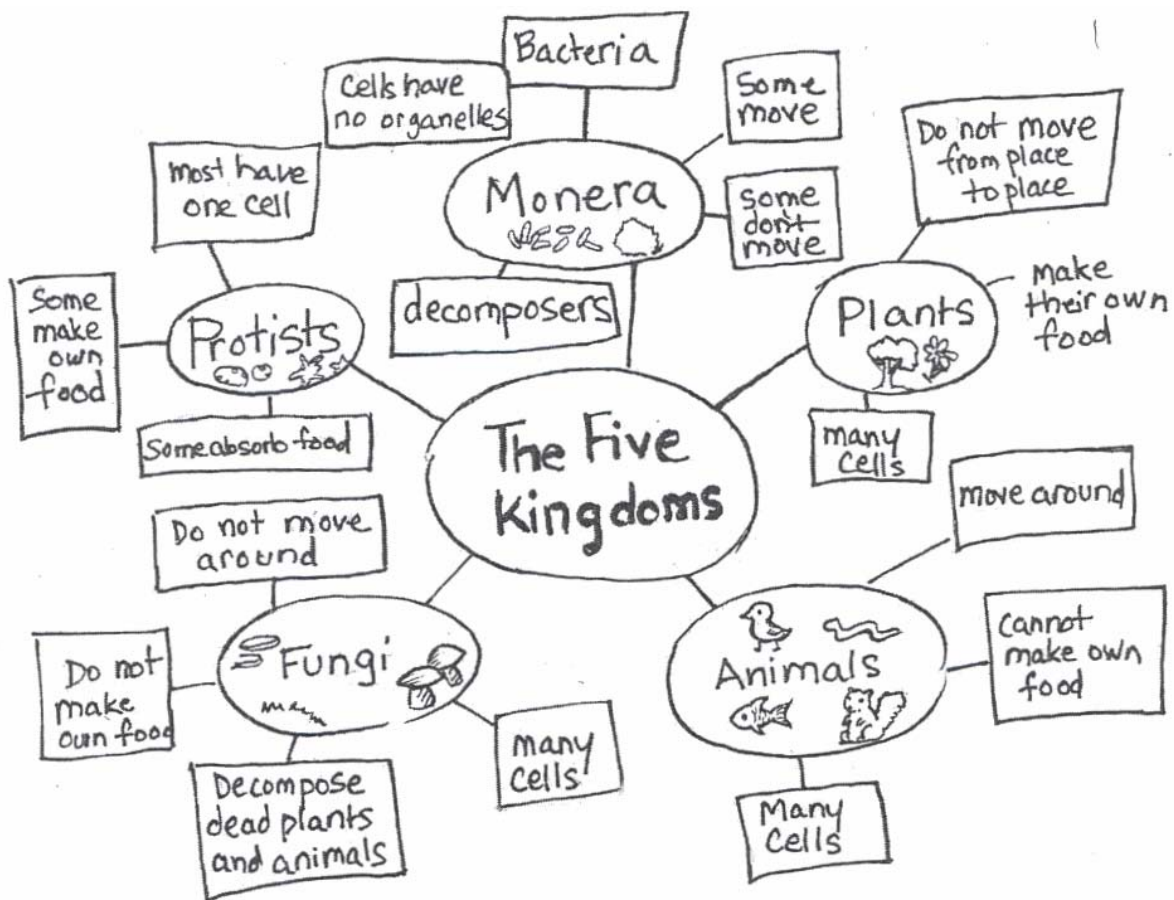 Bacteria
Cells have
no organelles
Some
move
Do not move
from place
to place
most have
one cell
Monera
some
don't
move
Some
make
own
food
Protists
decomposers
Plants
make
their own
food
Some absorb food
many
cells
The Five
Kingdoms
move around
Do not move
around
Fungi
Animals
cannot
make own
food
Do not
make
own food
many
cells
Decompose
dead plants
and animals
Many
Cells